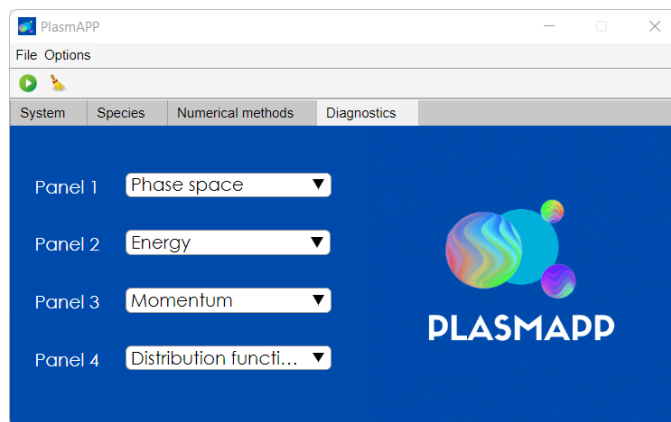 PlasmAPP
File Options
System Species Numerical methods Diagnostics
Panel 1 Phase space
Panel 2 Energy
Panel 3 Momentum
Panel 4 Distribution functi...
PLASMAPP